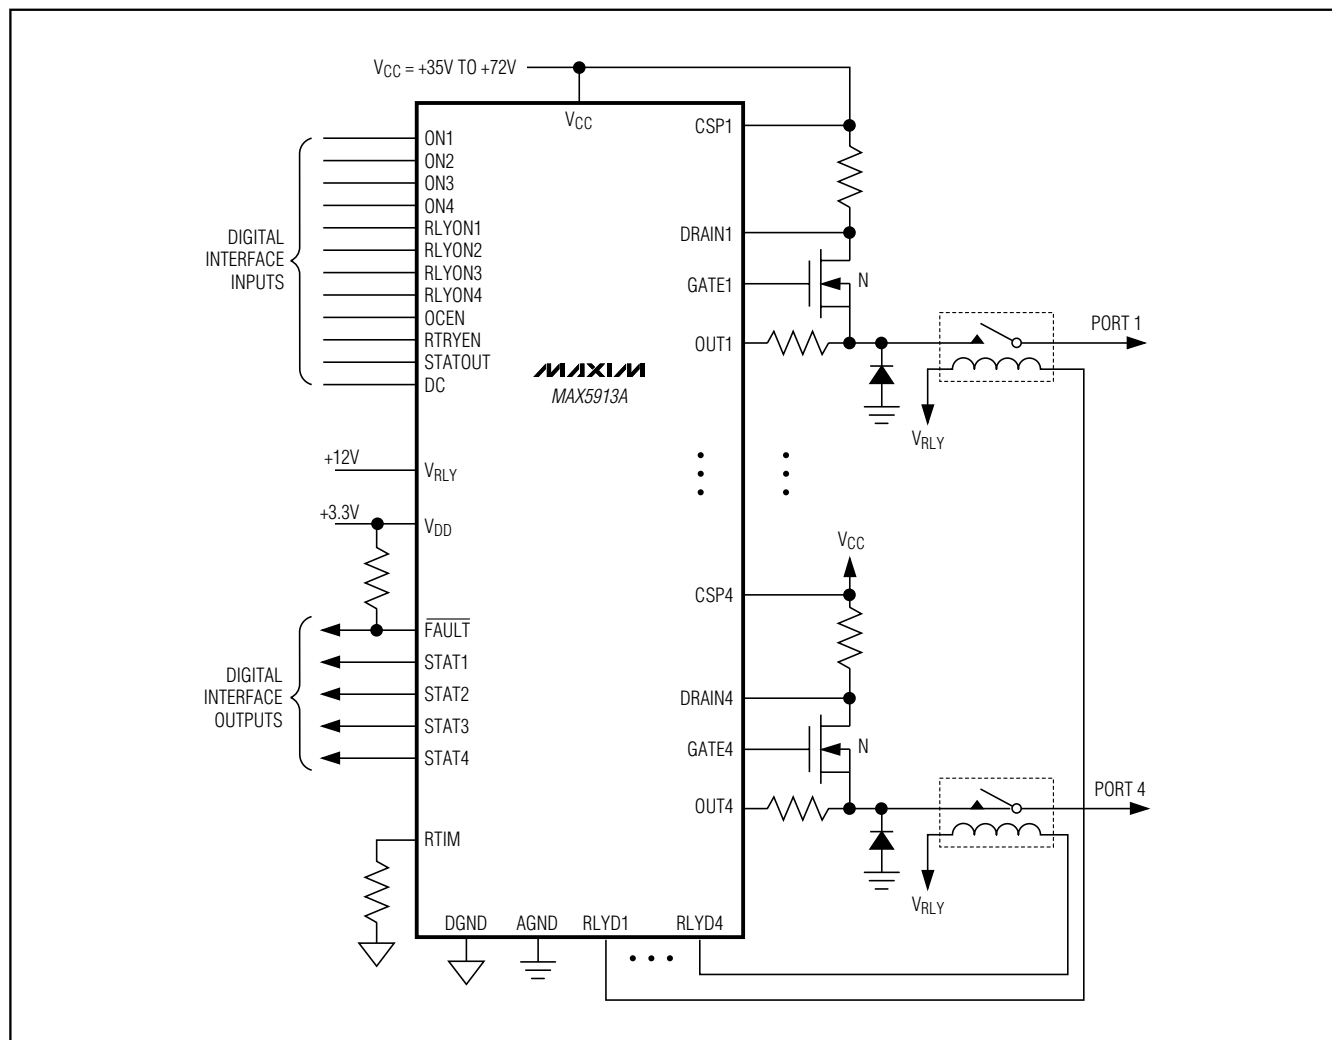 VCC = +35V TO +72V
VCC
CSP1
ON1
ON2
ON3
ON4
RLYON1
RLYON2
RLYON3
RLYON4
OCEN
RTRYEN
STATOUT
DC
DIGITAL
INTERFACE
INPUTS
DRAIN1
GATE1
N
OUT1
PORT 1
VRLY
MAXIM
MAX5913A
+12V
VRLY
+3.3V
VDD
VCC
CSP4
FAULT
STAT1
STAT2
STAT3
STAT4
DIGITAL
INTERFACE
OUTPUTS
DRAIN4
GATE4
N
OUT4
PORT 4
VRLY
RTIM
DGND
AGND
RLYD1
RLYD4